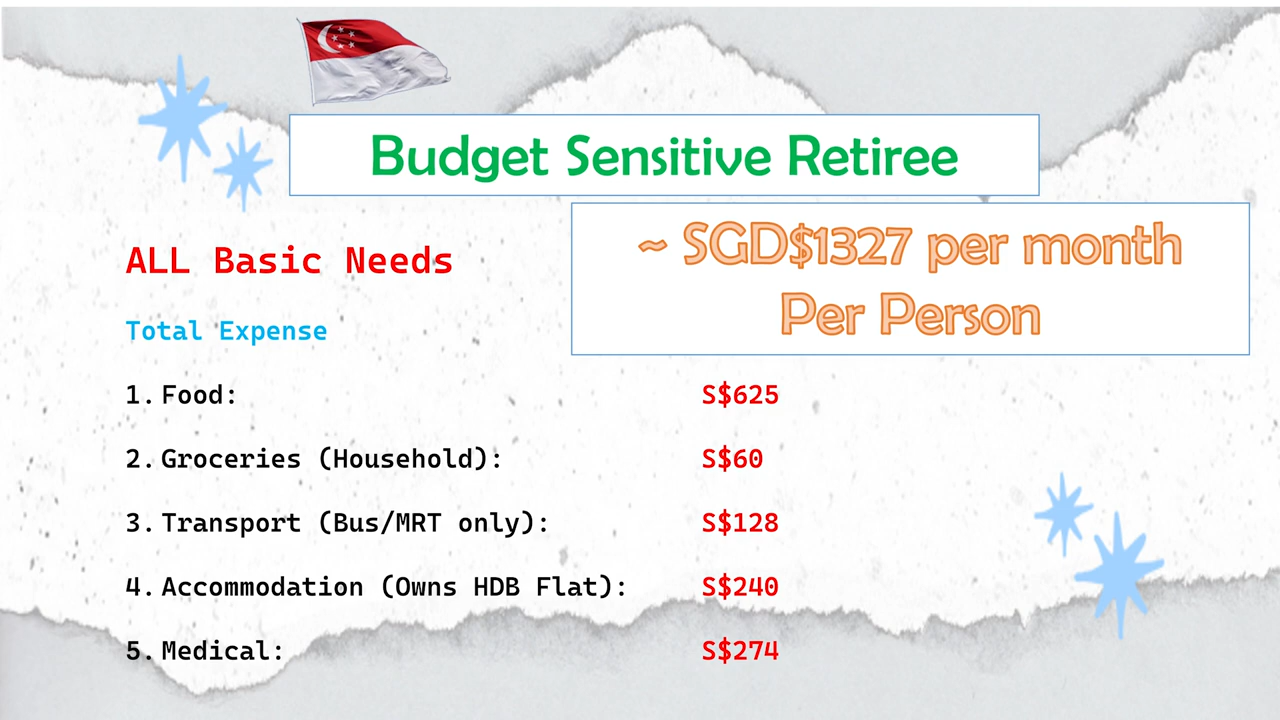 Budget Sensitive Retiree
~ SGD$1327 per month
Per Person
ALL Basic Needs
Total Expense
1. Food: S$625
2. Groceries (Household): S$60
3. Transport (Bus/MRT only): S$128
4. Accommodation (Owns HDB Flat): S$240
5. Medical: S$274